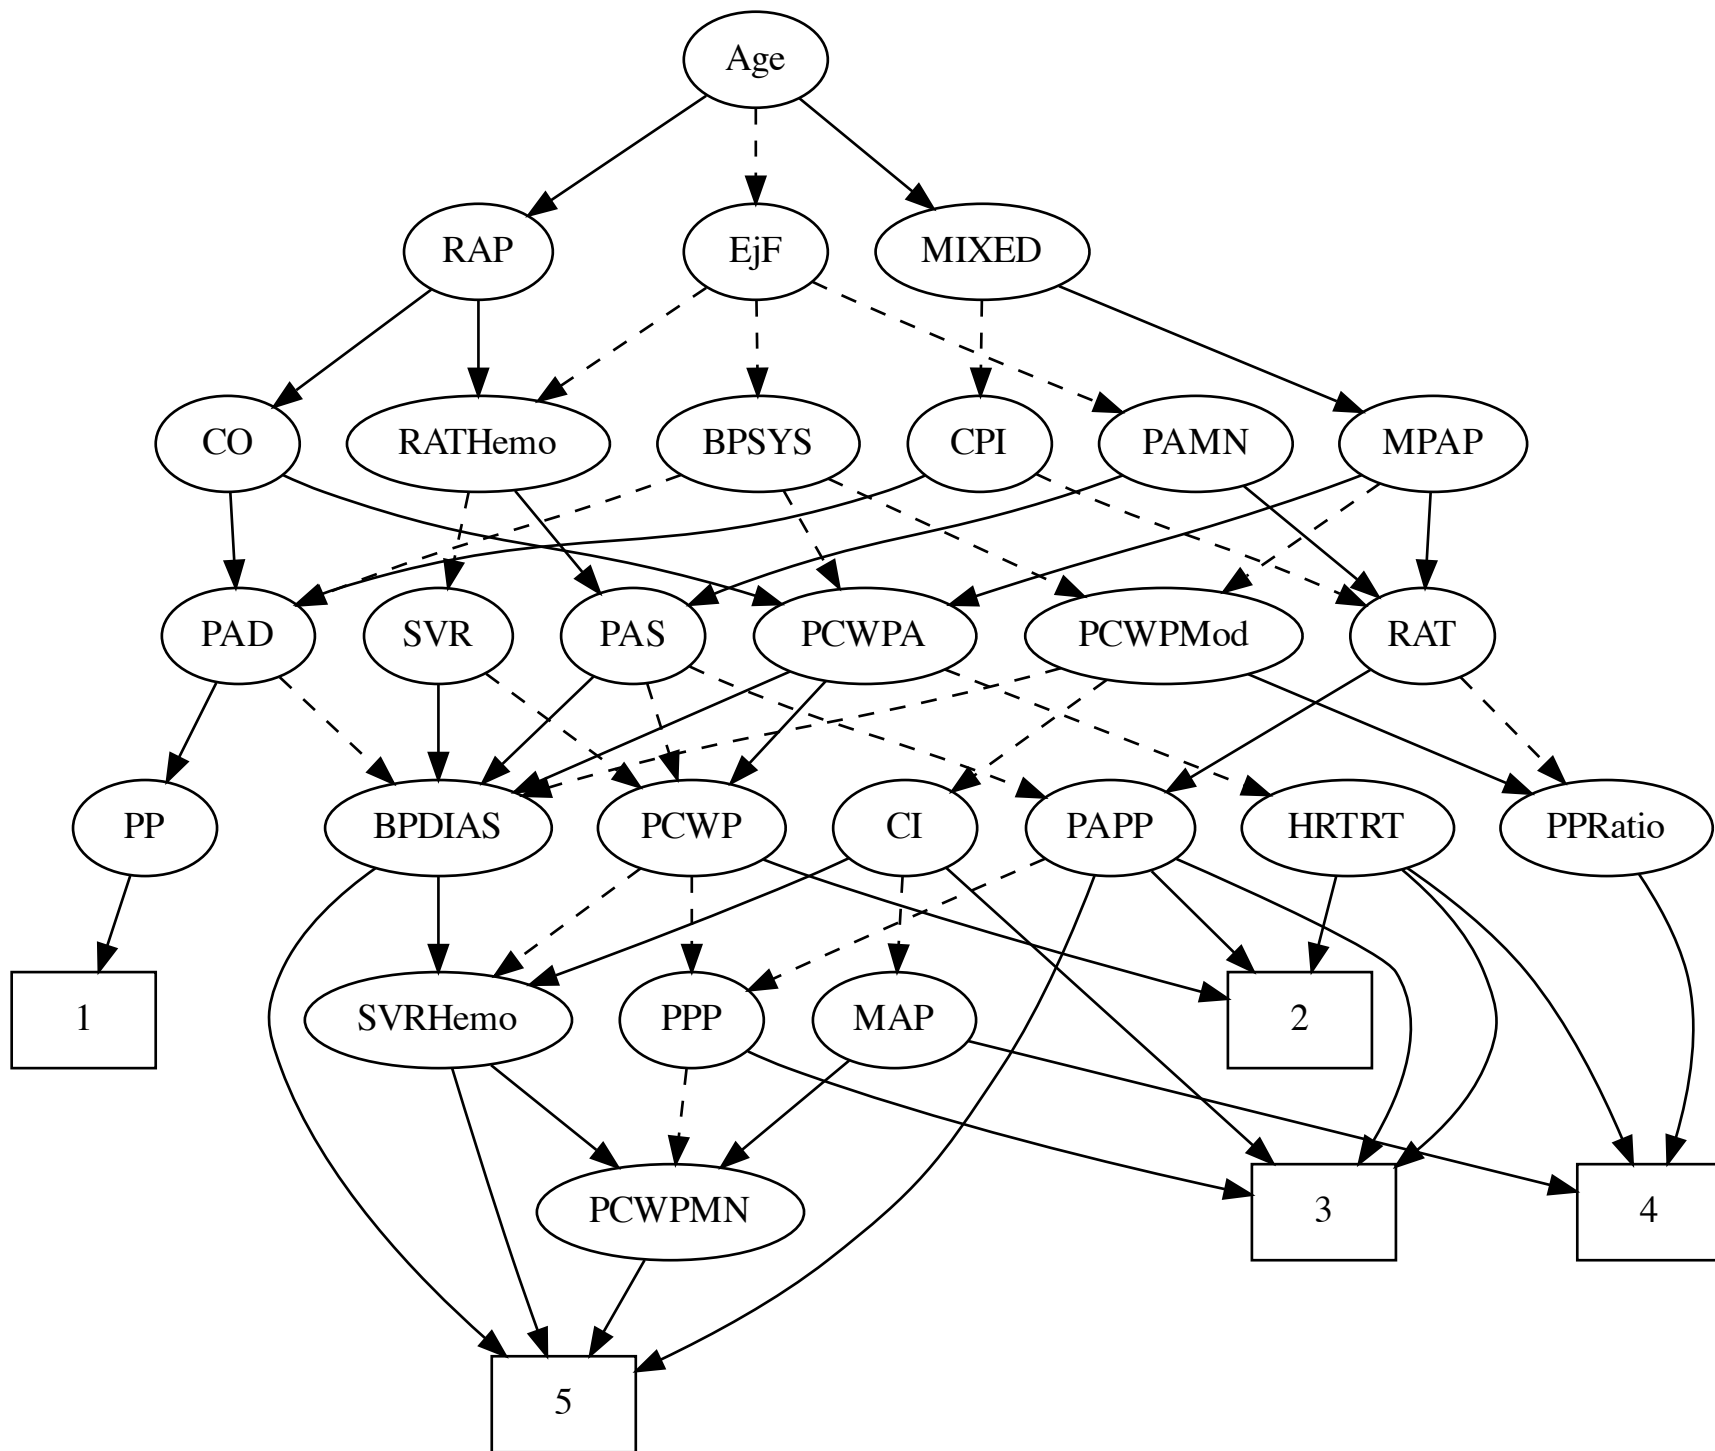 Age
RAP
EjF
MIXED
CO
RATHemo
BPSYS
CPI
PAMN
MPAP
PAD
SVR
PAS
PCWPA
PCWPMod
RAT
PP
BPDIAS
PCWP
CI
PAPP
HRTRT
PPRatio
1
SVRHemo
PPP
MAP
2
PCWPMN
3
4
5